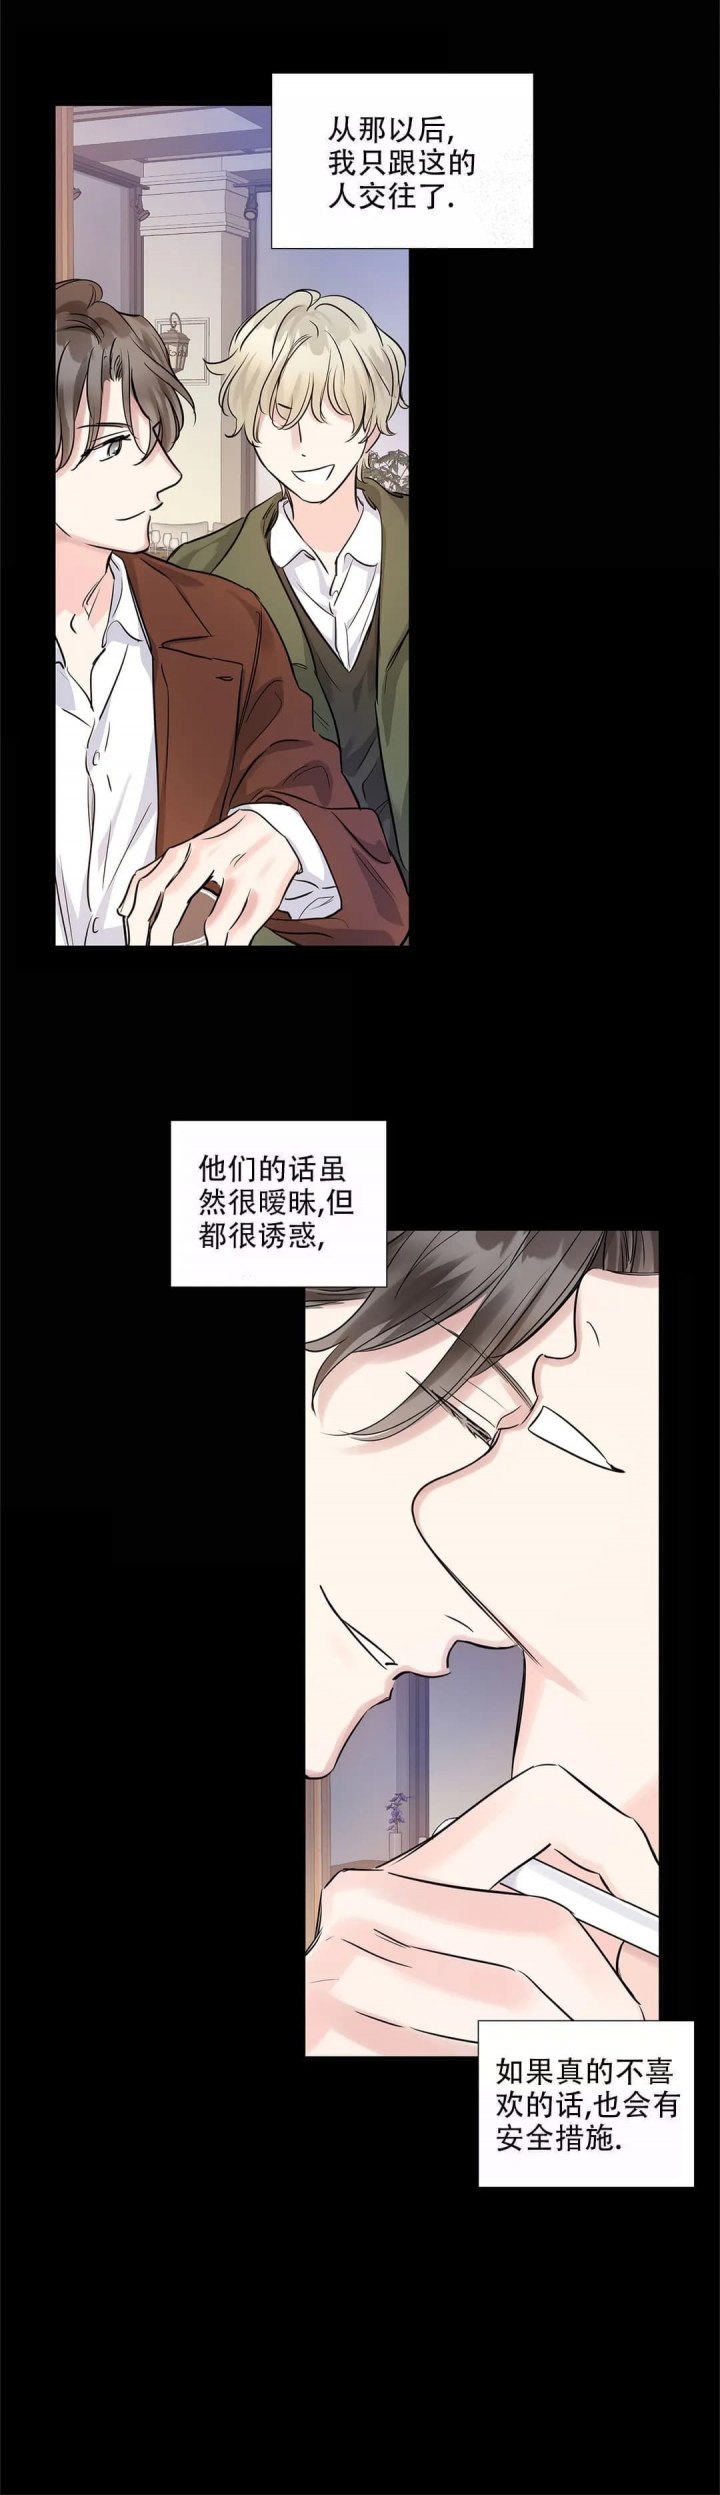 从那以后,
我只跟这的
人交往了.
他们的话虽
然很暧昧,但
都很诱惑,
如果真的不喜
欢的话,也会有
安全措施.